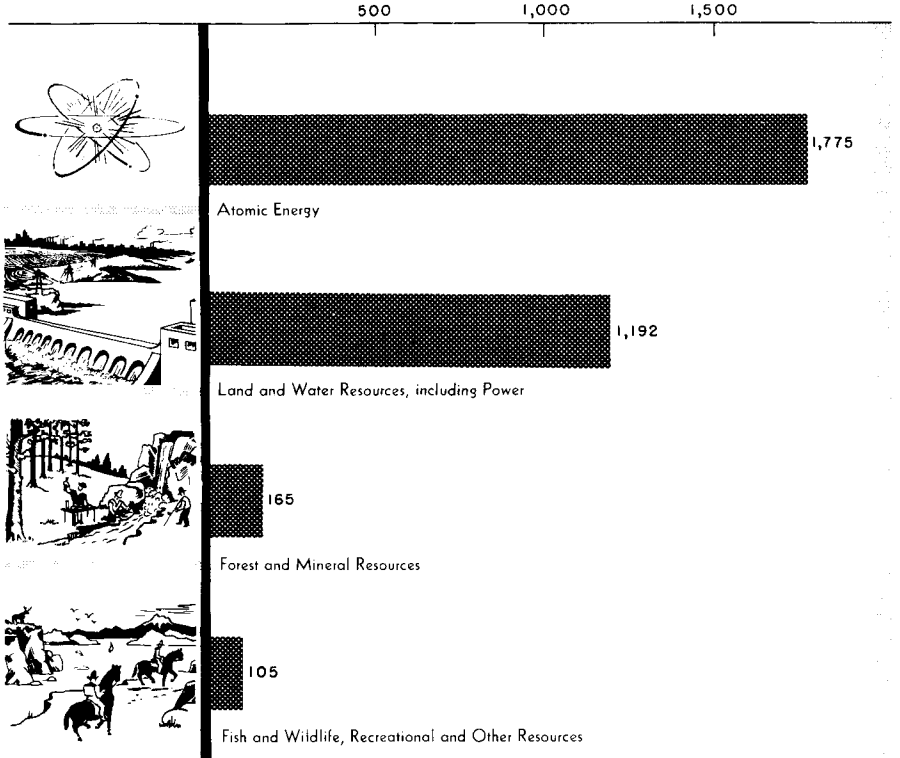 500 1,000 1,500
1,775
Atomic Energy
1,192
Land and Water Resources, including Power
165
Forest and Mineral Resources
105
Fish and Wildlife, Recreational and Other Resources